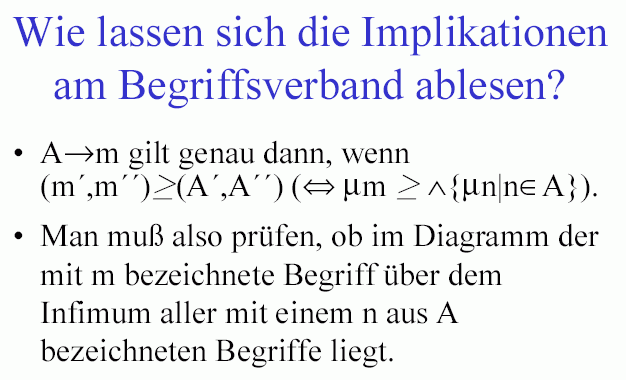 Wie lassen sich die Implikationen
am Begriffsverband ablesen?
• A→m gilt genau dann, wenn
(m´,m´´)≥(A´,A´´) (⇔ µm ≥ ∧{µn|n∈A}).
• Man muß also prüfen, ob im Diagramm der
mit m bezeichnete Begriff über dem
Infimum aller mit einem n aus A
bezeichneten Begriffe liegt.